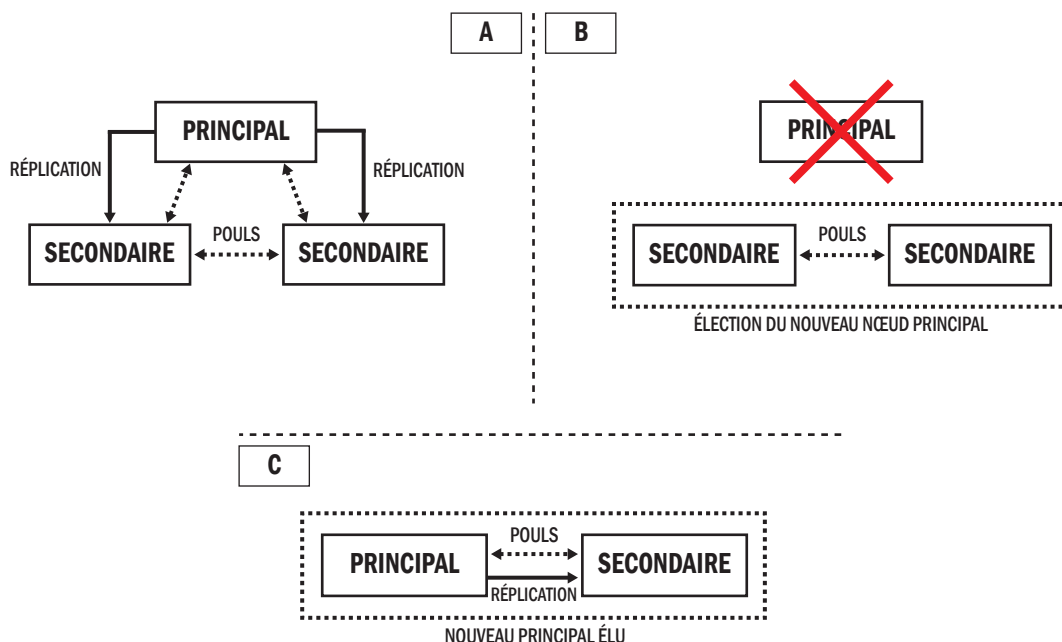 A
B
PRINCIPAL
RÉPLICATION
RÉPLICATION
SECONDAIRE
POULS
SECONDAIRE
PRINCIPAL
SECONDAIRE
POULS
SECONDAIRE
ÉLECTION DU NOUVEAU NŒUD PRINCIPAL
C
PRINCIPAL
POULS
RÉPLICATION
SECONDAIRE
NOUVEAU PRINCIPAL ÉLU